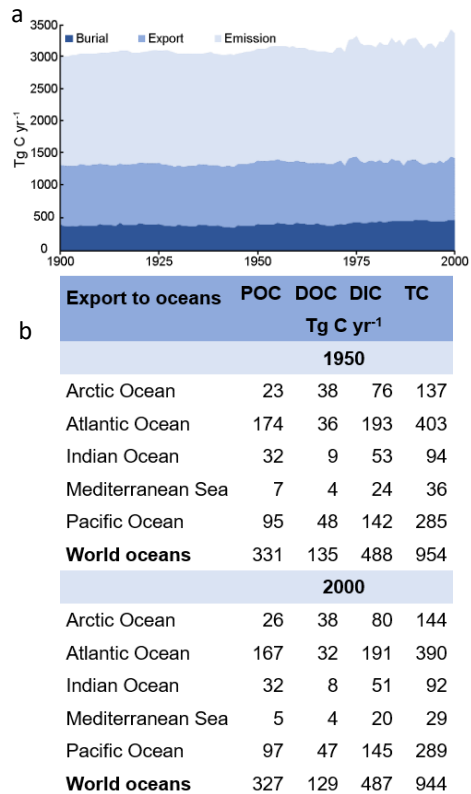 a
3500
Burial Export Emission
3000
2500
2000
1500
1000
500
0
Tg C yr-1
1900 1925 1950 1975 2000
b
Export to oceans POC DOC DIC TC
Tg C yr-1
1950
Arctic Ocean 23 38 76 137
Atlantic Ocean 174 36 193 403
Indian Ocean 32 9 53 94
Mediterranean Sea 7 4 24 36
Pacific Ocean 95 48 142 285
World oceans 331 135 488 954
2000
Arctic Ocean 26 38 80 144
Atlantic Ocean 167 32 191 390
Indian Ocean 32 8 51 92
Mediterranean Sea 5 4 20 29
Pacific Ocean 97 47 145 289
World oceans 327 129 487 944